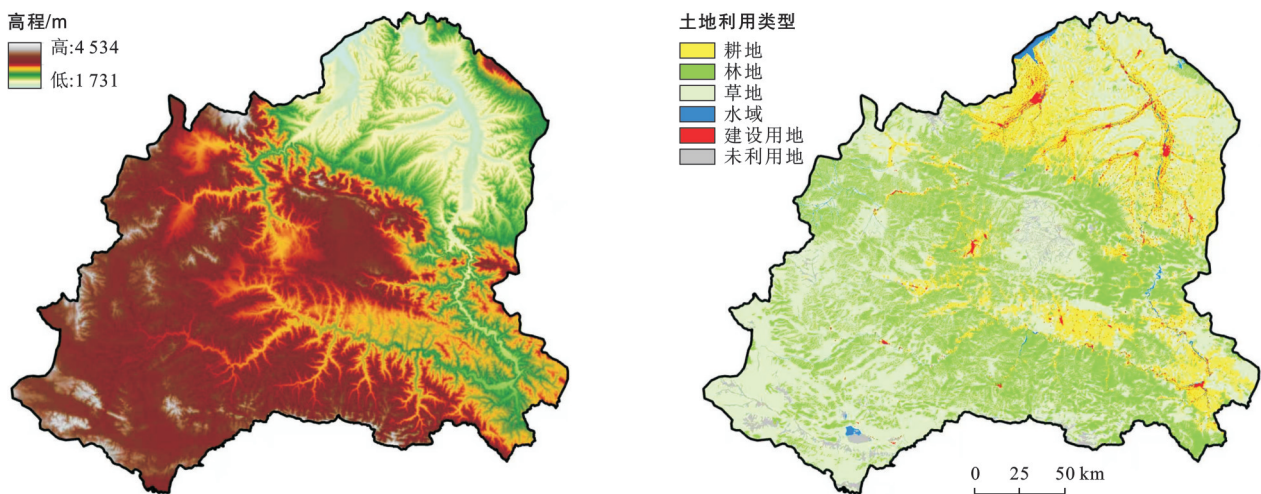 高程/m
高:4 534
低:1 731
土地利用类型
耕地
林地
草地
水域
建设用地
未利用地
0 25 50 km